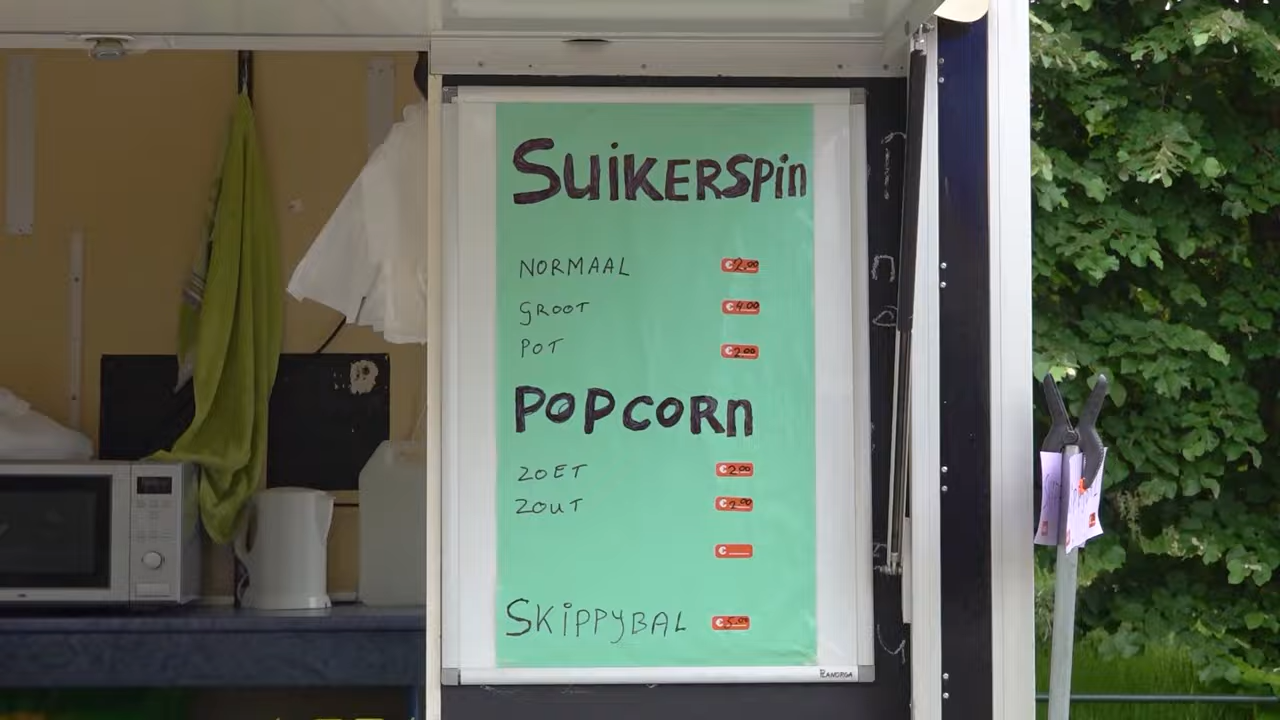 SUIKERSPIN
NORMAAL €2.00
GROOT €4.00
POT €2.00
POPCORN
ZOET €2.00
ZOUT €2.00
€
SKIPPYBAL €5.00